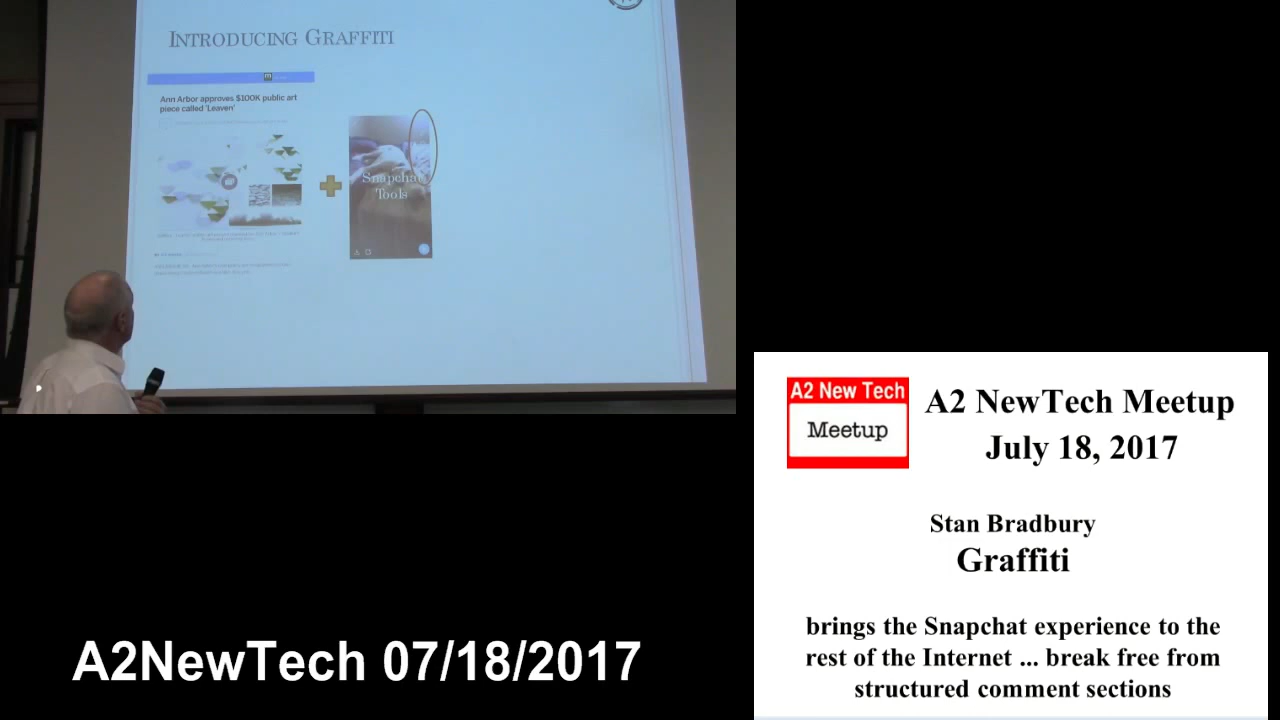 INTRODUCING GRAFFITI
Ann Arbor approves $100K public art
piece called 'Leaven'
Snapchat
Tools
A2 New Tech
Meetup
A2 NewTech Meetup
July 18, 2017
Stan Bradbury
Graffiti
brings the Snapchat experience to the
rest of the Internet ... break free from
structured comment sections
A2NewTech 07/18/2017